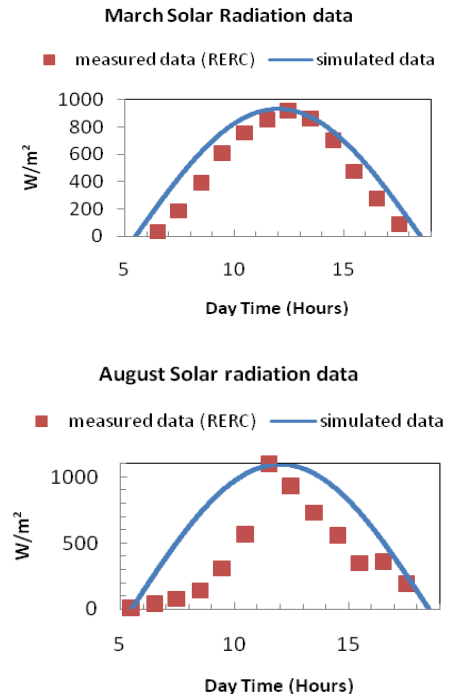 March Solar Radiation data
measured data (RERC) simulated data
1000
800
600
400
200
0
W/m²
5 10 15
Day Time (Hours)
August Solar radiation data
measured data (RERC) simulated data
1000
500
0
W/m²
5 10 15
Day Time (Hours)